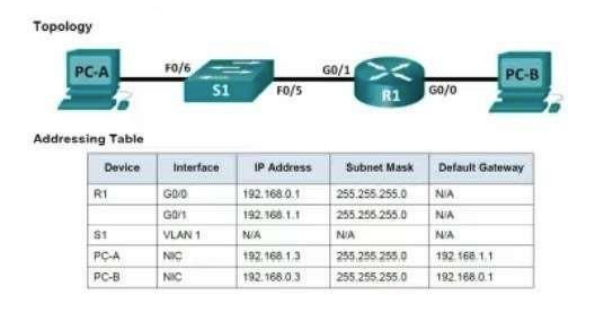 Topology
PC-A F0/6 S1 F0/5 G0/1 R1 G0/0 PC-B
Addressing Table
Device Interface IP Address Subnet Mask Default Gateway
R1 G0/0 192.168.0.1 255.255.255.0 N/A
G0/1 192.168.1.1 255.255.255.0 N/A
S1 VLAN 1 N/A N/A N/A
PC-A NIC 192.168.1.3 255.255.255.0 192.168.1.1
PC-B NIC 192.168.0.3 255.255.255.0 192.168.0.1